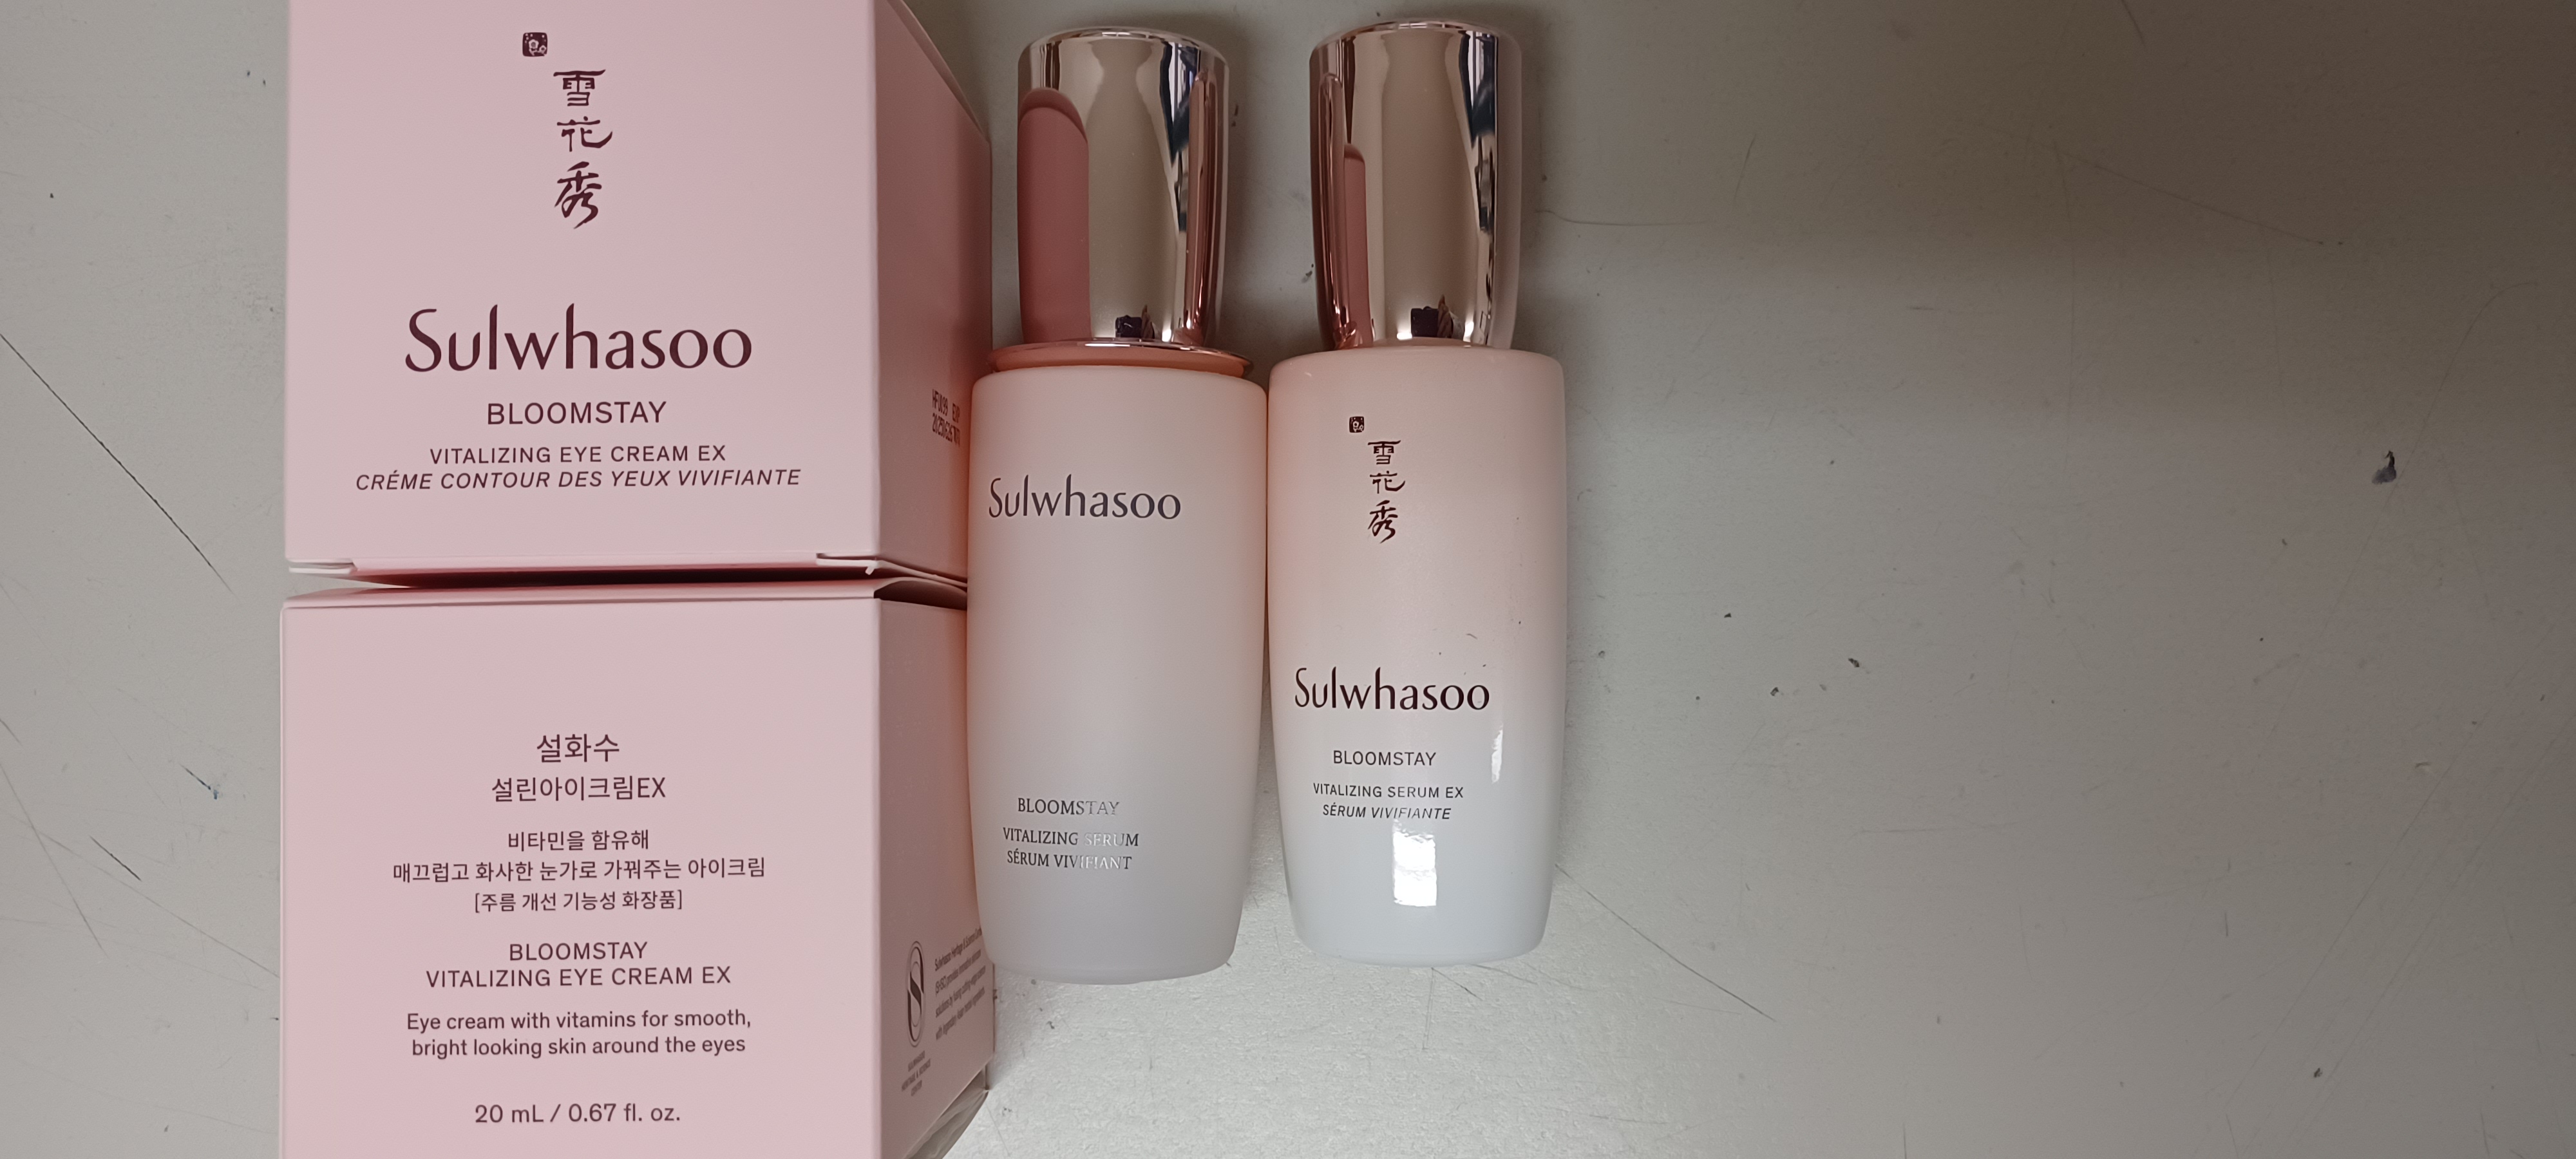 雪
花
秀
Sulwhasoo
BLOOMSTAY
VITALIZING EYE CREAM EX
CRÉME CONTOUR DES YEUX VIVIFIANTE
설화수
설린아이크림EX
비타민을 함유해
매끄럽고 화사한 눈가로 가꿔주는 아이크림
[주름 개선 기능성 화장품]
BLOOMSTAY
VITALIZING EYE CREAM EX
Eye cream with vitamins for smooth,
bright looking skin around the eyes
20 mL / 0.67 fl. oz.
Sulwhasoo
BLOOMSTAY
VITALIZING SERUM
SÉRUM VIVIFIANT
雪
花
秀
Sulwhasoo
BLOOMSTAY
VITALIZING SERUM EX
SÉRUM VIVIFIANTE